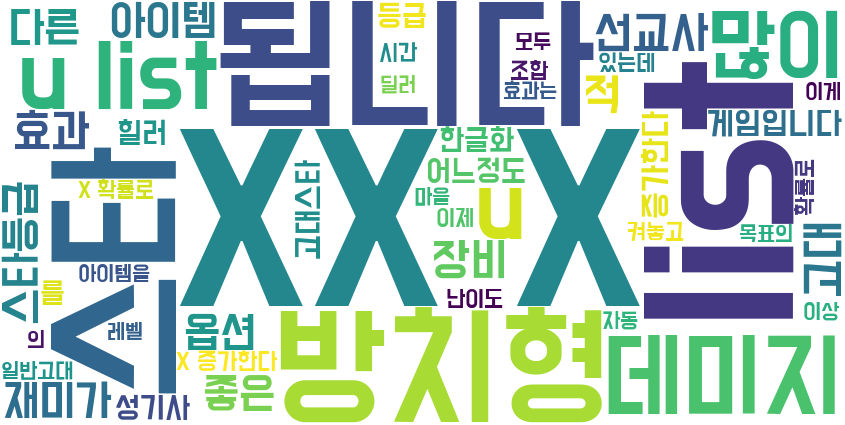 다른
아이템
됩니다
등급
시간
딜러
모두
조합
효과는
적
선교사
있는데
많이
이게
u list
효과
힐러
게임입니다
스타
X 확률로
XX X
고대스타
한글화
어느정도
마을
이제
u
장비
난이도
list
증가한다
켜놓고
목표의
확률로
고대
이상
스타등급
를
의
아이템을
레벨
일반고대
재미가
성기사
옵션
X 증가한다
좋은
방치형
자동
데미지